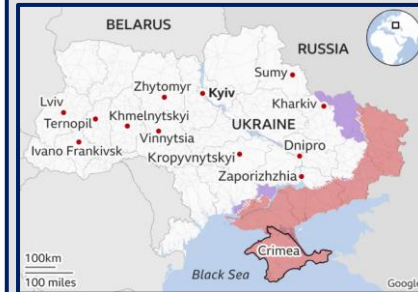 BELARUS
RUSSIA
Sumy
Zhytomyr
Kyiv
Lviv
Kharkiv
Ternopil
Khmelnytskyi
UKRAINE
Vinnytsia
Ivano Frankivsk
Kropyvnytskyi
Dnipro
Zaporizhzhia
Crimea
100km
100 miles
Black Sea
Google